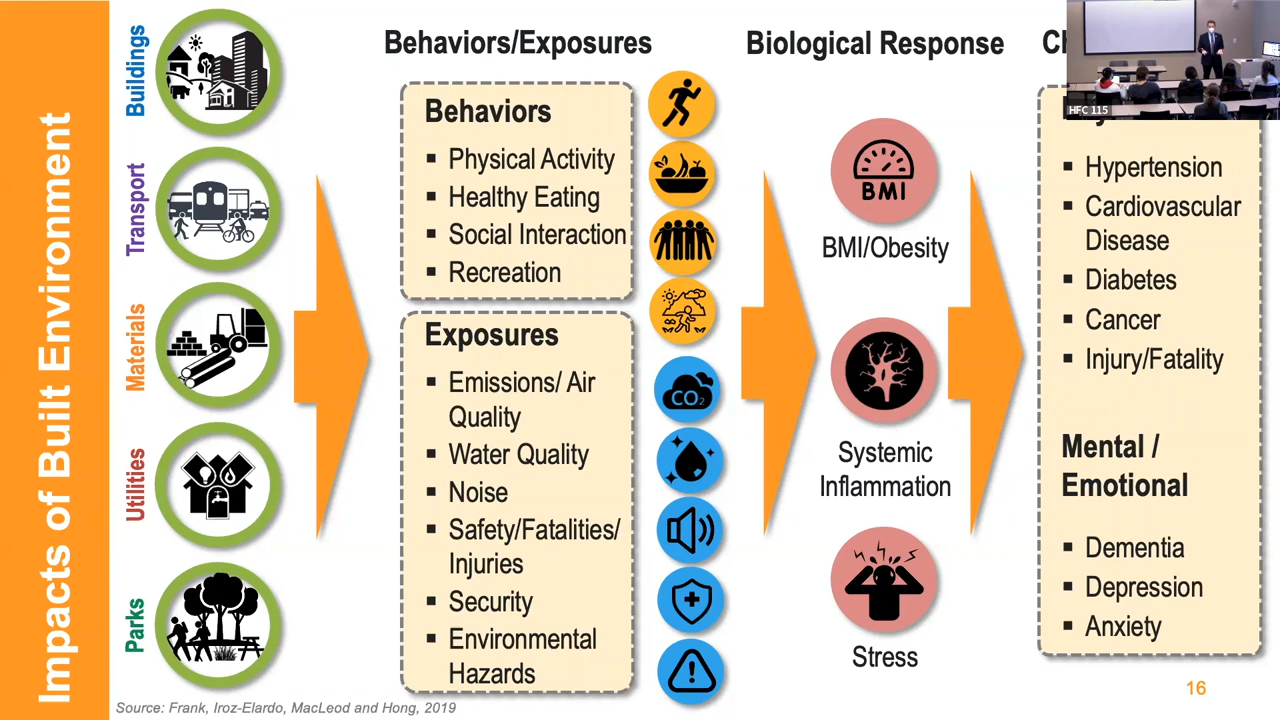 Impacts of Built Environment
Buildings
Transport
Materials
Utilities
Parks
Behaviors/Exposures
Behaviors
▪ Physical Activity
▪ Healthy Eating
▪ Social Interaction
▪ Recreation
Exposures
▪ Emissions/ Air
Quality
▪ Water Quality
▪ Noise
▪ Safety/Fatalities/
Injuries
▪ Security
▪ Environmental
Hazards
CO2
Biological Response
BMI
BMI/Obesity
Systemic
Inflammation
Stress
HFC 115
▪ Hypertension
▪ Cardiovascular
Disease
▪ Diabetes
▪ Cancer
▪ Injury/Fatality
Mental /
Emotional
▪ Dementia
▪ Depression
▪ Anxiety
16
Source: Frank, Iroz-Elardo, MacLeod and Hong, 2019